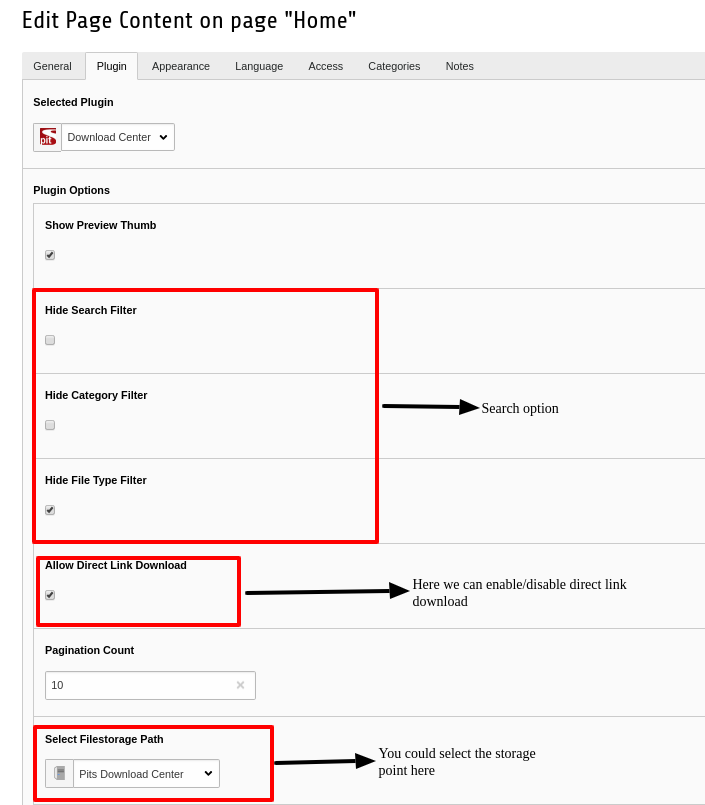 Edit Page Content on page "Home"
General Plugin Appearance Language Access Categories Notes
Selected Plugin
pit Download Center
Plugin Options
Show Preview Thumb
Hide Search Filter
Hide Category Filter
Search option
Hide File Type Filter
Allow Direct Link Download
Here we can enable/disable direct link
download
Pagination Count
10
Select Filestorage Path
Pits Download Center
You could select the storage
point here